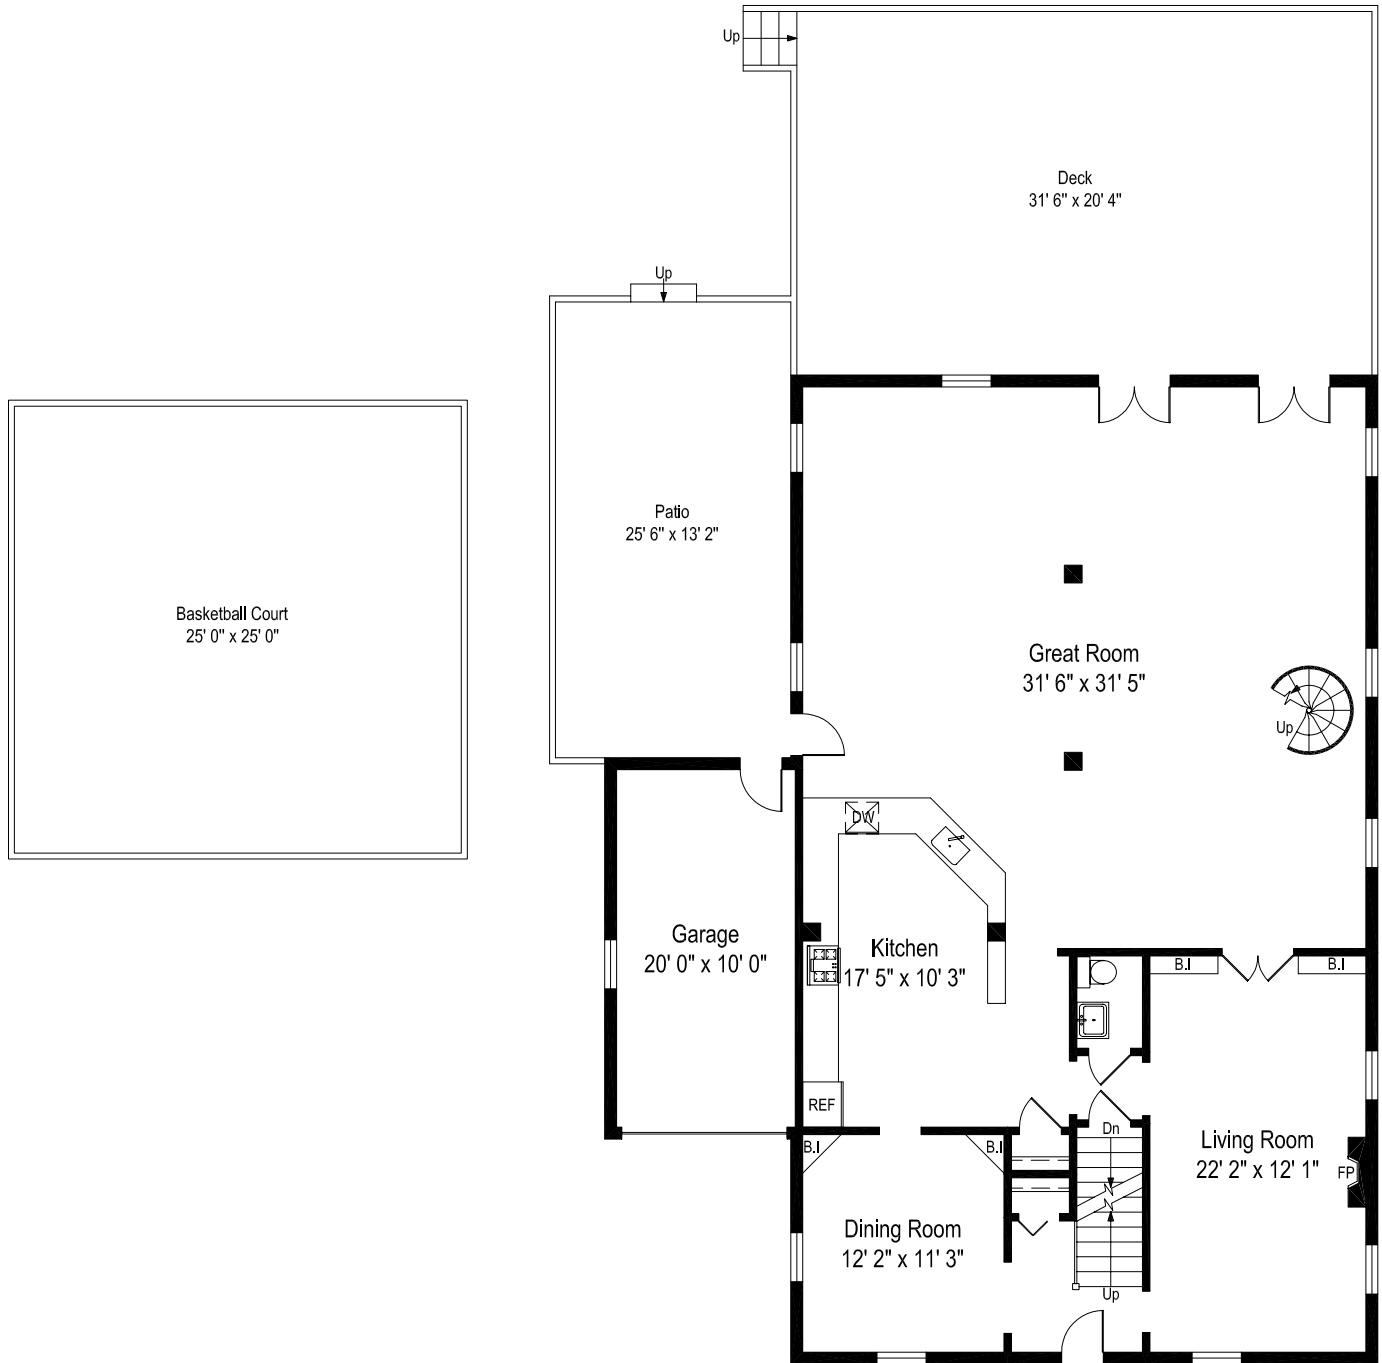 Up
Deck
31' 6" x 20' 4"
Up
Patio
25' 6" x 13' 2"
Basketball Court
25' 0" x 25' 0"
Great Room
31' 6" x 31' 5"
Up
DW
Garage
20' 0" x 10' 0"
Kitchen
17' 5" x 10' 3"
B.I
B.I
REF
Dn
B.I
B.I
Living Room
22' 2" x 12' 1"
FP
Dining Room
12' 2" x 11' 3"
Up